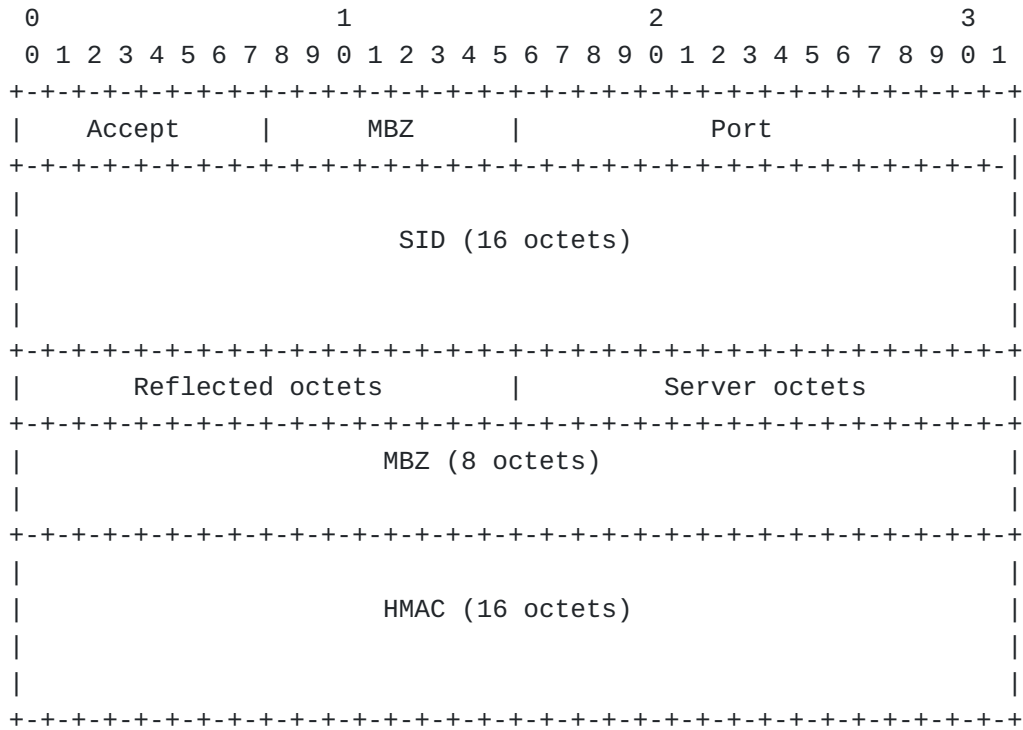 0                   1                   2                   3
0 1 2 3 4 5 6 7 8 9 0 1 2 3 4 5 6 7 8 9 0 1 2 3 4 5 6 7 8 9 0 1
+-+-+-+-+-+-+-+-+-+-+-+-+-+-+-+-+-+-+-+-+-+-+-+-+-+-+-+-+-+-+-+-+
|    Accept     |      MBZ      |            Port               |
+-+-+-+-+-+-+-+-+-+-+-+-+-+-+-+-+-+-+-+-+-+-+-+-+-+-+-+-+-+-+-+-|
|                                                               |
|                        SID (16 octets)                        |
|                                                               |
|                                                               |
+-+-+-+-+-+-+-+-+-+-+-+-+-+-+-+-+-+-+-+-+-+-+-+-+-+-+-+-+-+-+-+-+
|       Reflected octets        |         Server octets         |
+-+-+-+-+-+-+-+-+-+-+-+-+-+-+-+-+-+-+-+-+-+-+-+-+-+-+-+-+-+-+-+-+
|                       MBZ (8 octets)                          |
|                                                               |
+-+-+-+-+-+-+-+-+-+-+-+-+-+-+-+-+-+-+-+-+-+-+-+-+-+-+-+-+-+-+-+-+
|                                                               |
|                       HMAC (16 octets)                        |
|                                                               |
|                                                               |
+-+-+-+-+-+-+-+-+-+-+-+-+-+-+-+-+-+-+-+-+-+-+-+-+-+-+-+-+-+-+-+-+